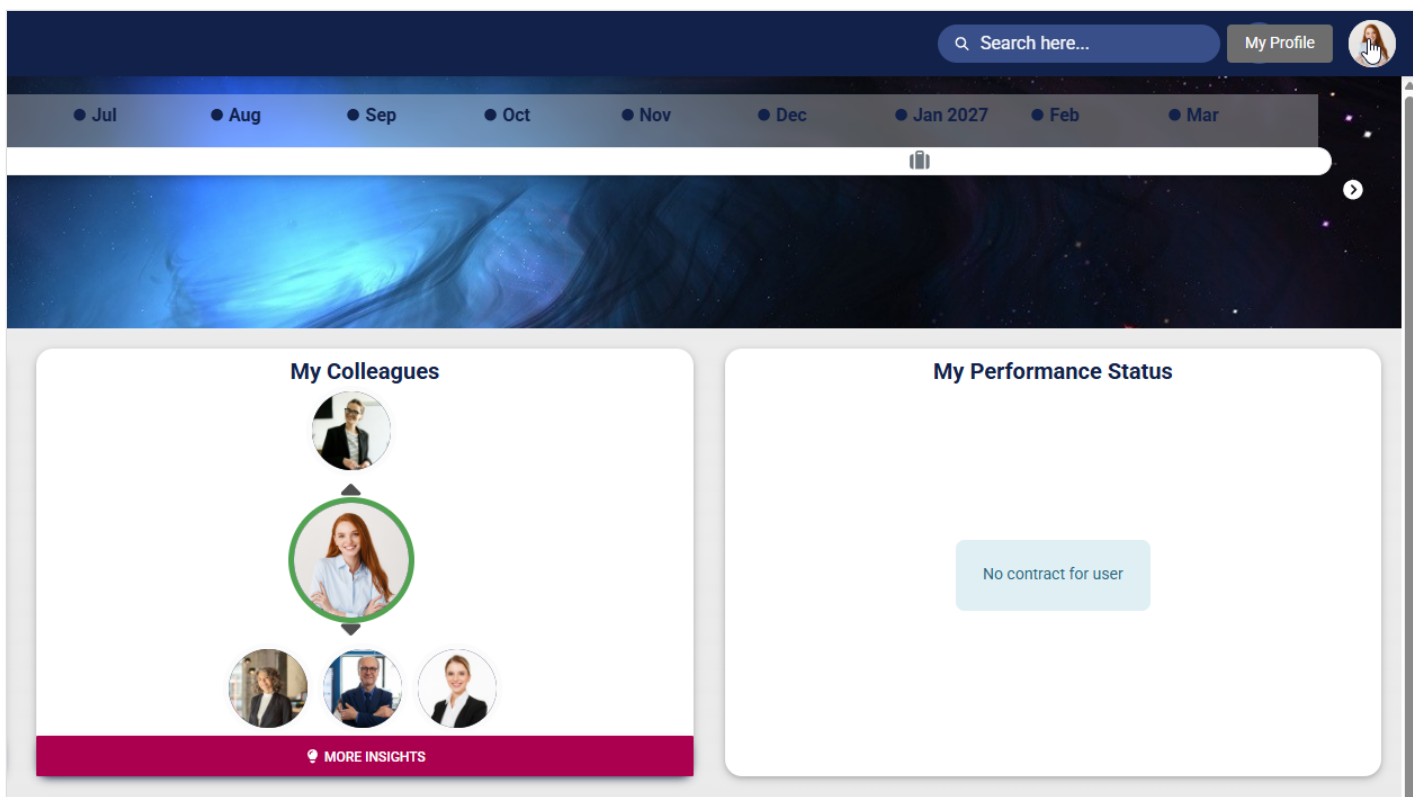 Search here...
My Profile
Jul Aug Sep Oct Nov Dec Jan 2027 Feb Mar
My Colleagues
MORE INSIGHTS
My Performance Status
No contract for user